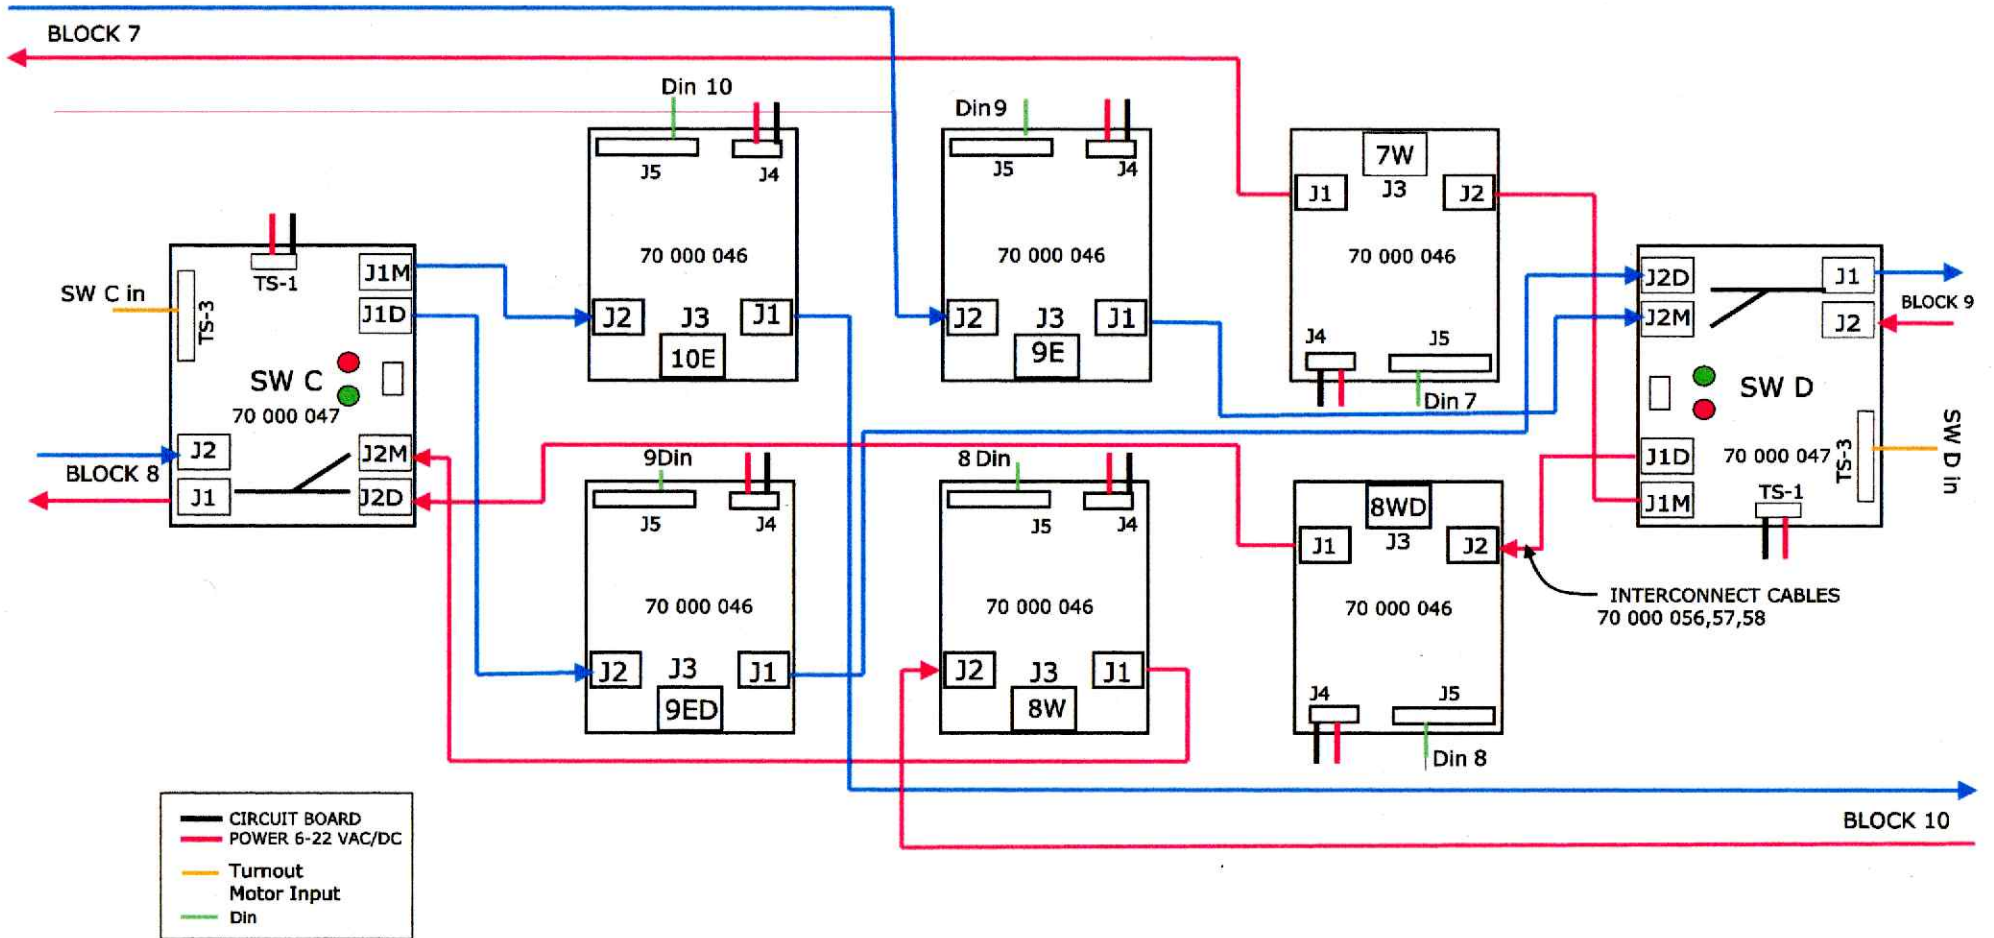 BLOCK 7
Din 10
J5
J4
70 000 046
J2
J3
J1
10E
Din 9
J5
J4
70 000 046
J2
J3
J1
9E
7W
J1
J3
J2
70 000 046
J4
J5
Din 7
TS-1
J1M
SW C in
TS-3
J1D
SW C
70 000 047
J2
J2M
BLOCK 8
J1
J2D
J2D
J1
BLOCK 9
J2M
J2
SW D
J1D
70 000 047
TS-3
SW D in
TS-1
J1M
9Din
J5
J4
70 000 046
J2
J3
J1
9ED
8 Din
J5
J4
70 000 046
J2
J3
J1
8W
8WD
J1
J3
J2
70 000 046
J4
J5
Din 8
INTERCONNECT CABLES
70 000 056,57,58
BLOCK 10
CIRCUIT BOARD
POWER 6-22 VAC/DC
Turnout
Motor Input
Din